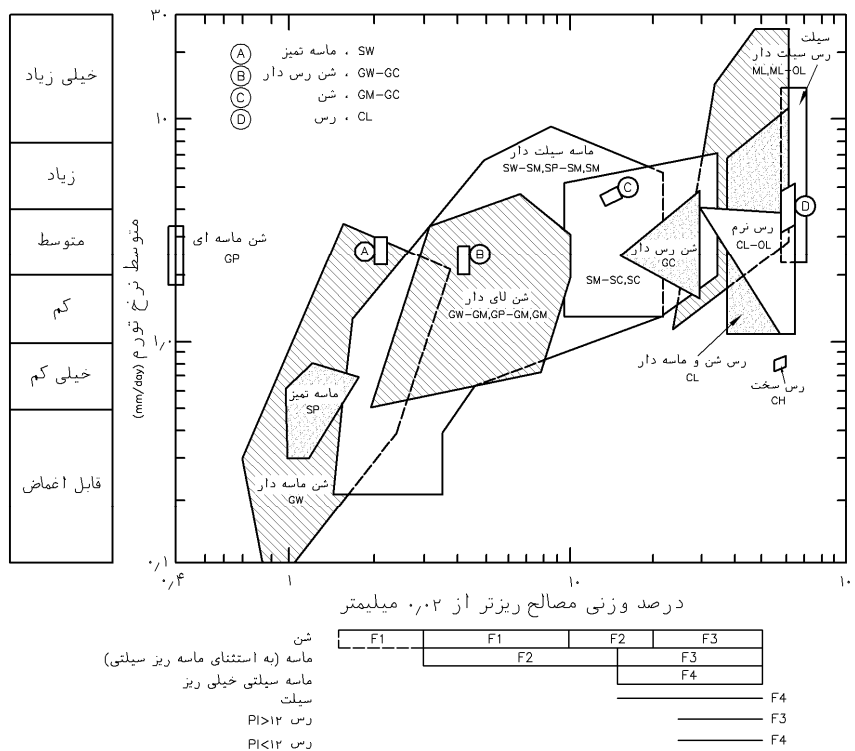 ۳۰
۱۰
۱٫۰
۰٫۱
خیلی زیاد
زیاد
متوسط
کم
خیلی کم
قابل اغماض
متوسط نرخ تورم (mm/day)
A ماسه تمیز ، SW
B شن رس دار ، GW-GC
C شن ، GM-GC
D رس ، CL
سیلت
رس سیلت دار
ML,ML-OL
ماسه سیلت دار
SW-SM,SP-SM,SM
C
D
شن ماسه ای
GP
A
B
رس نرم
CL-OL
شن رس دار
GC
SM-SC,SC
شن لای دار
GW-GM,GP-GM,GM
رس شن و ماسه دار
CL
رس سخت
CH
ماسه تمیز
SP
شن ماسه دار
GW
۰٫۴
۱
۱۰
۱۰
درصد وزنی مصالح ریزتر از ۰٫۰۲ میلیمتر
شن F1 F1 F2 F3
ماسه (به استثنای ماسه ریز سیلتی) F2 F3
ماسه سیلتی خیلی ریز F4
سیلت F4
رس PI>۱۲ F3
رس PI<۱۲ F4